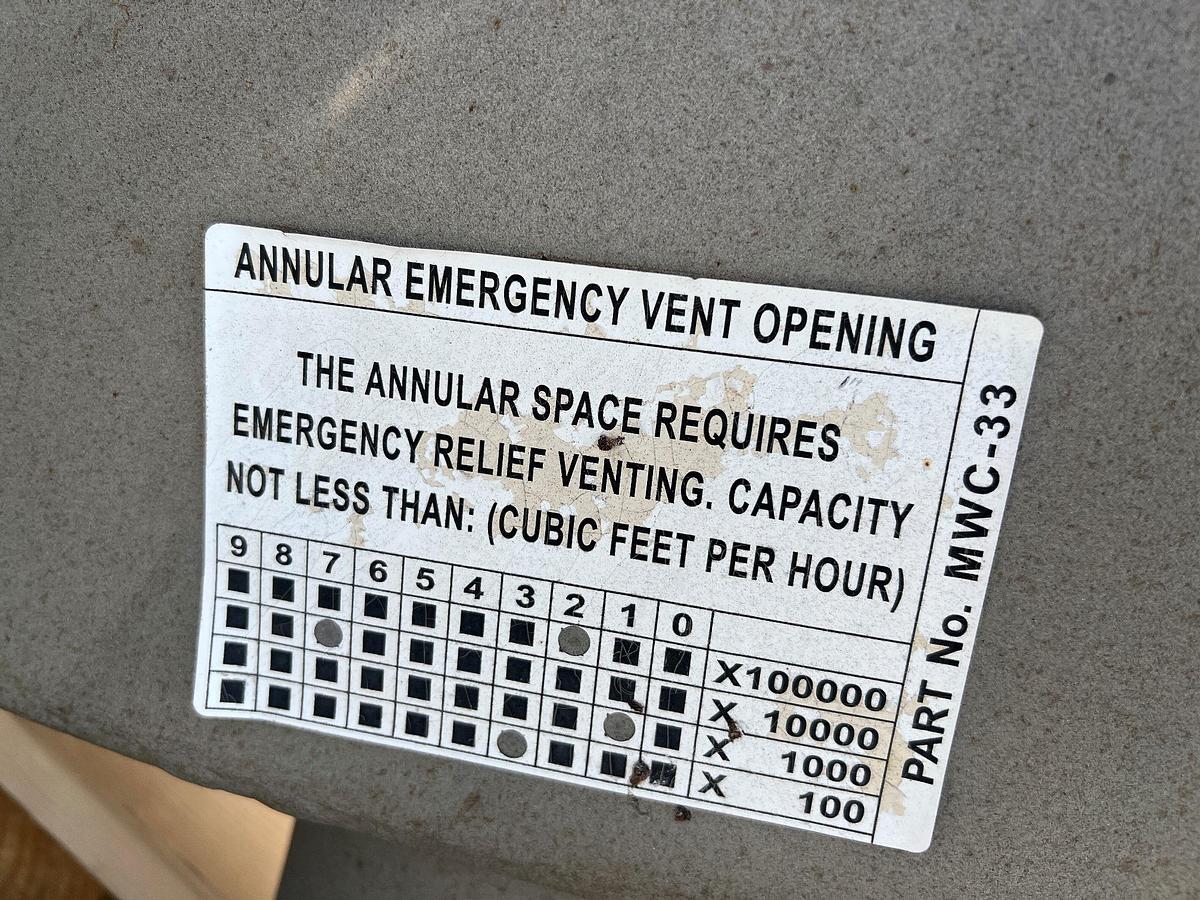 ANNULAR EMERGENCY VENT OPENING
THE ANNULAR SPACE REQUIRES
EMERGENCY RELIEF VENTING. CAPACITY
NOT LESS THAN: (CUBIC FEET PER HOUR)
9 8 7 6 5 4 3 2 1 0
X100000
X 10000
X 1000
X 100
PART No. MWC-33